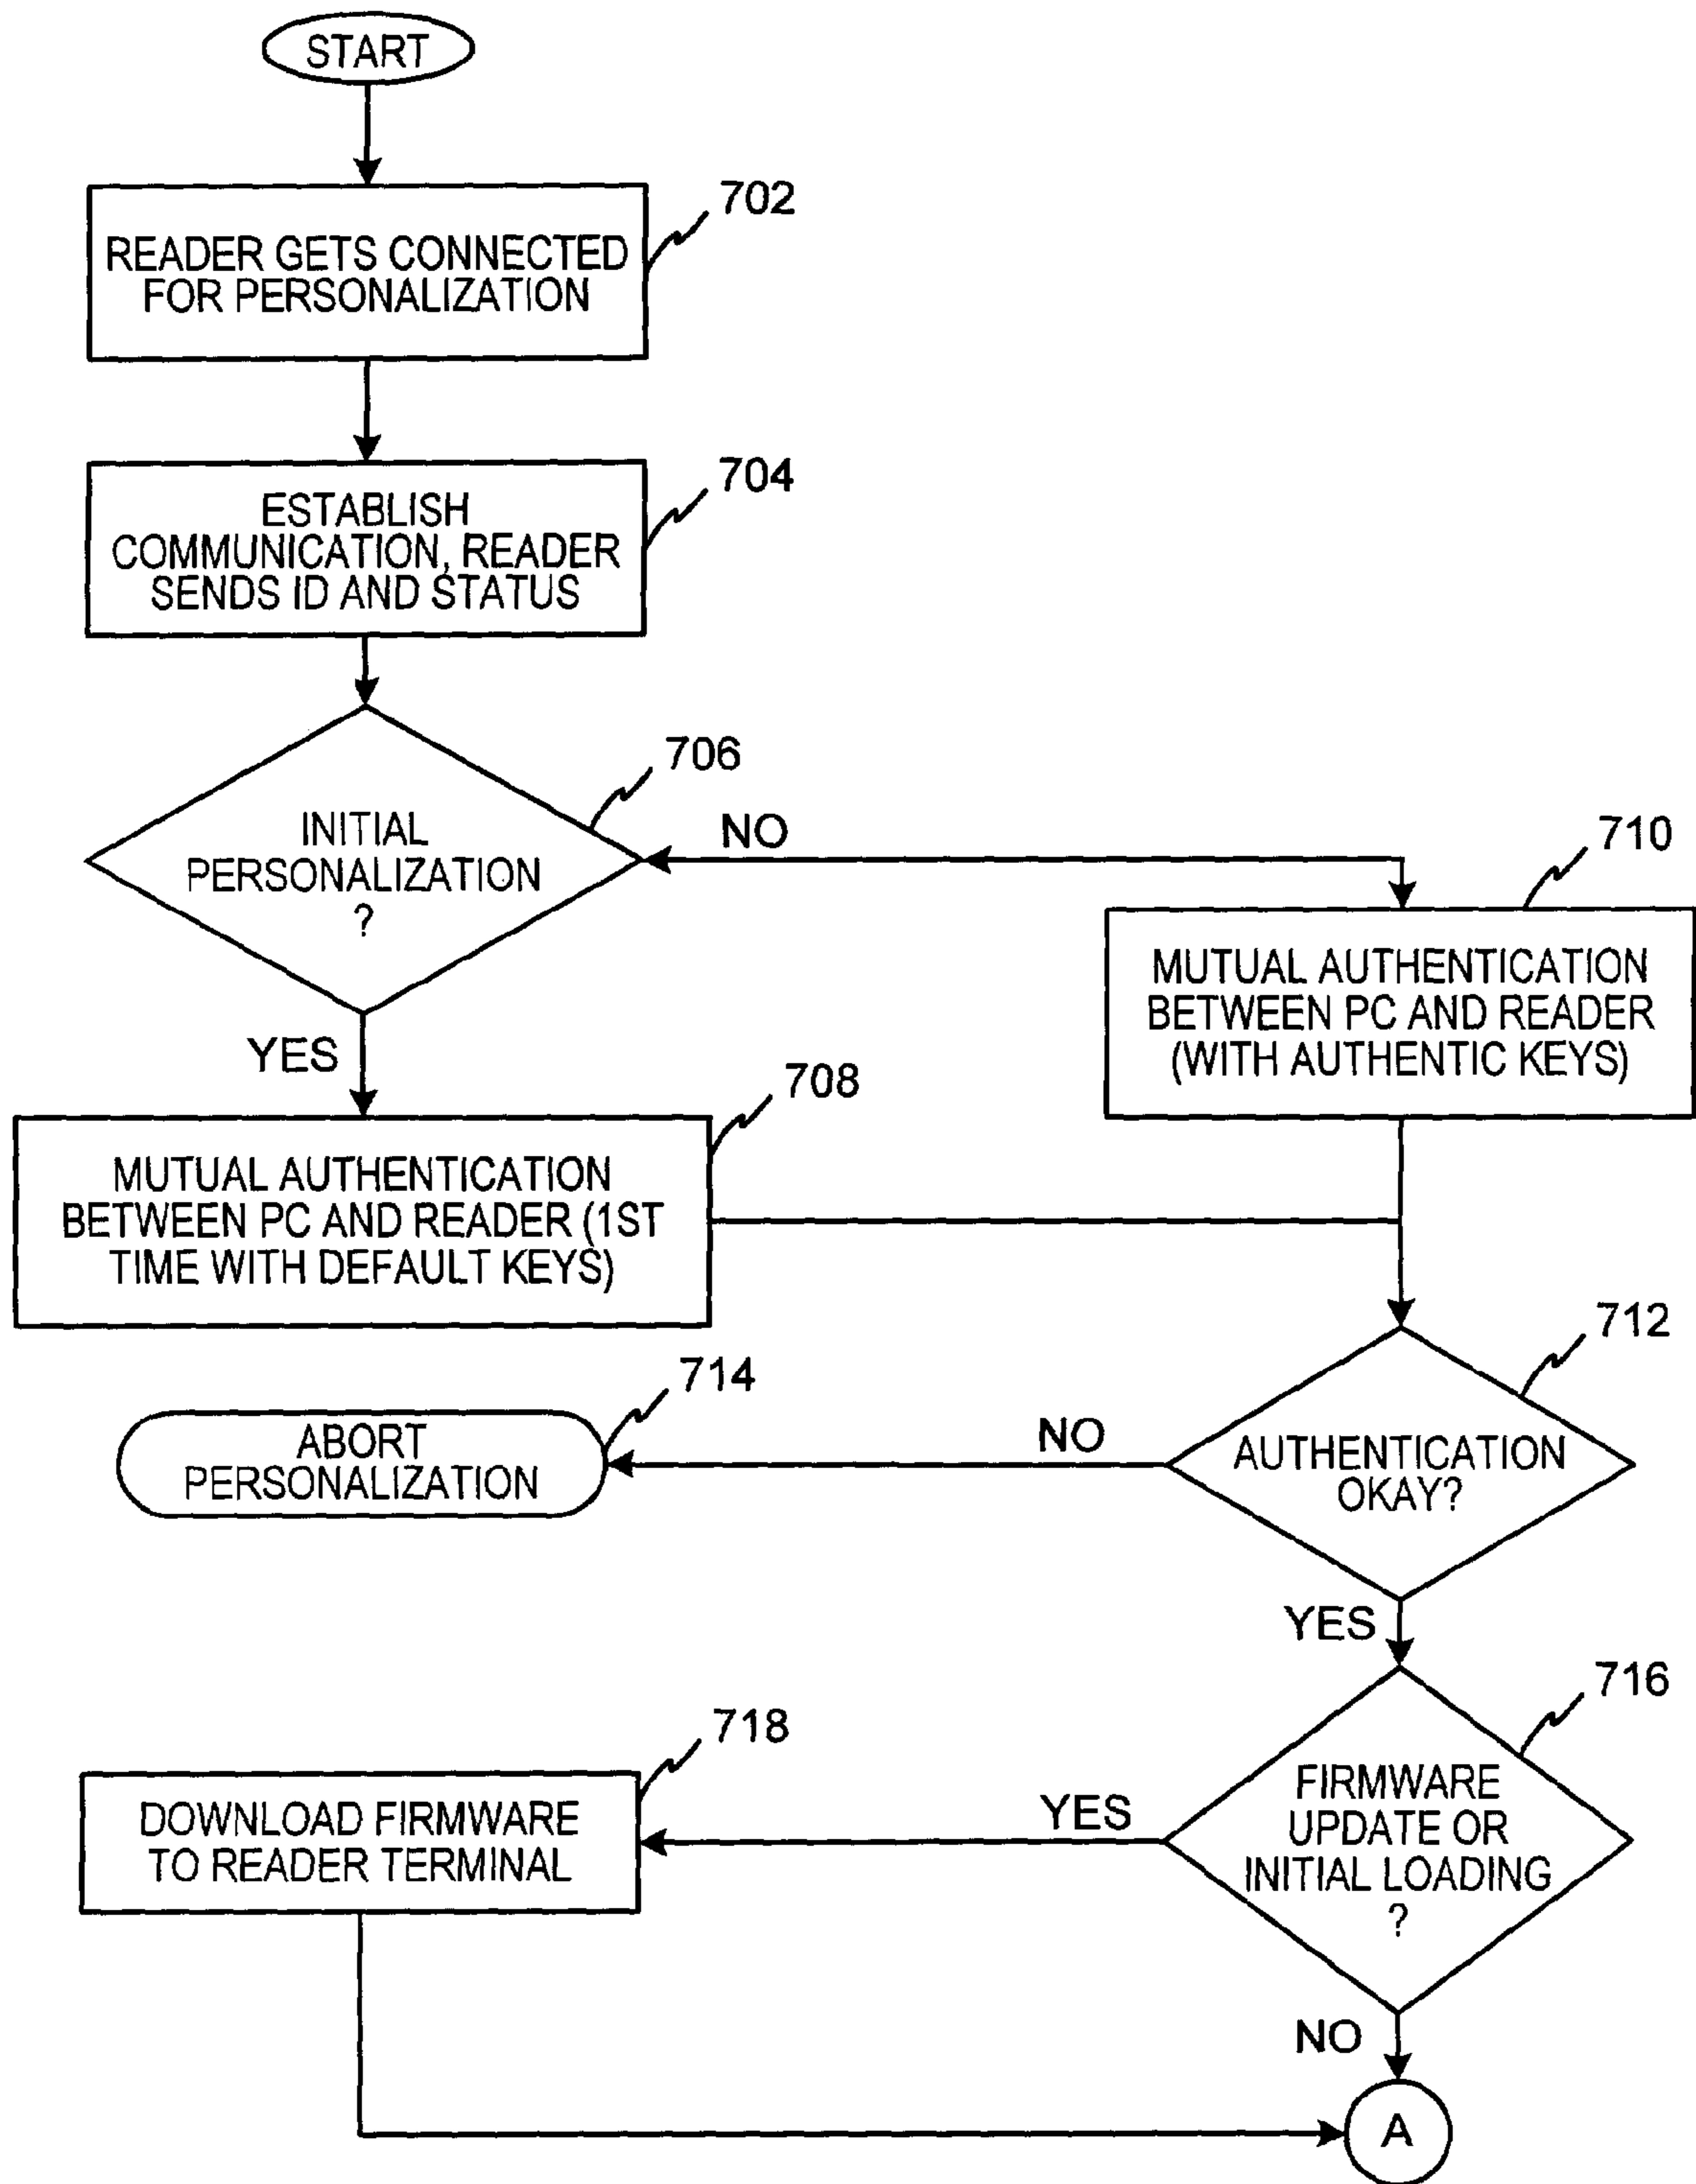 START
702
READER GETS CONNECTED
FOR PERSONALIZATION
704
ESTABLISH
COMMUNICATION, READER
SENDS ID AND STATUS
706
INITIAL
PERSONALIZATION
?
NO
710
MUTUAL AUTHENTICATION
BETWEEN PC AND READER
(WITH AUTHENTIC KEYS)
YES
708
MUTUAL AUTHENTICATION
BETWEEN PC AND READER (1ST
TIME WITH DEFAULT KEYS)
712
AUTHENTICATION
OKAY?
NO
714
ABORT
PERSONALIZATION
YES
716
FIRMWARE
UPDATE OR
INITIAL LOADING
?
YES
718
DOWNLOAD FIRMWARE
TO READER TERMINAL
NO
A